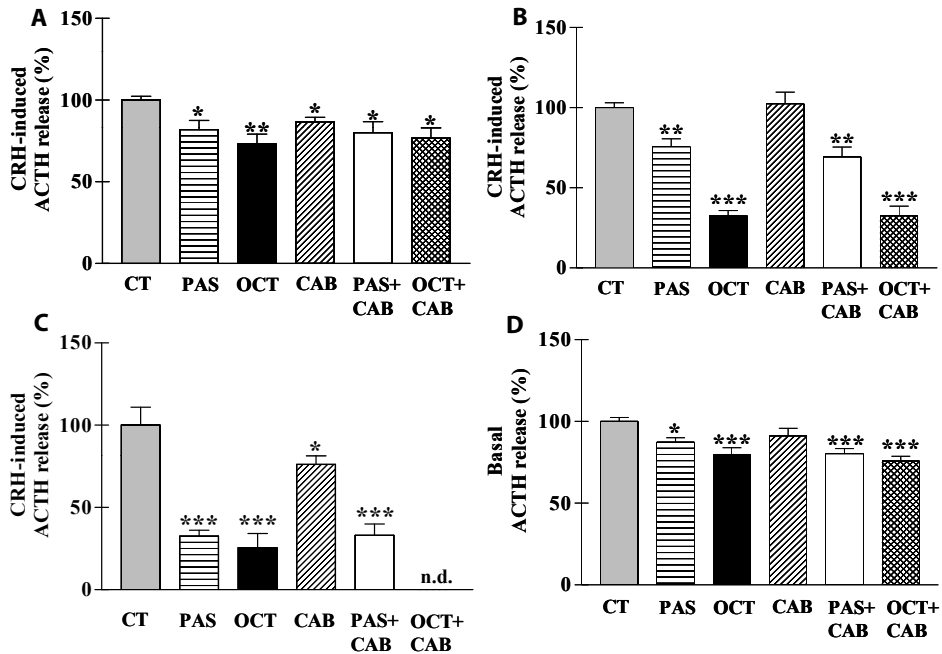 A
CRH-induced
ACTH release (%)
150
100
50
0
*
**
*
*
*
CT PAS OCT CAB PAS+ OCT+
CAB CAB
B
CRH-induced
ACTH release (%)
150
100
50
0
**
***
**
***
CT PAS OCT CAB PAS+ OCT+
CAB CAB
C
CRH-induced
ACTH release (%)
150
100
50
0
***
***
*
***
n.d.
CT PAS OCT CAB PAS+ OCT+
CAB CAB
D
Basal
ACTH release (%)
150
100
50
0
*
***
***
***
CT PAS OCT CAB PAS+ OCT+
CAB CAB